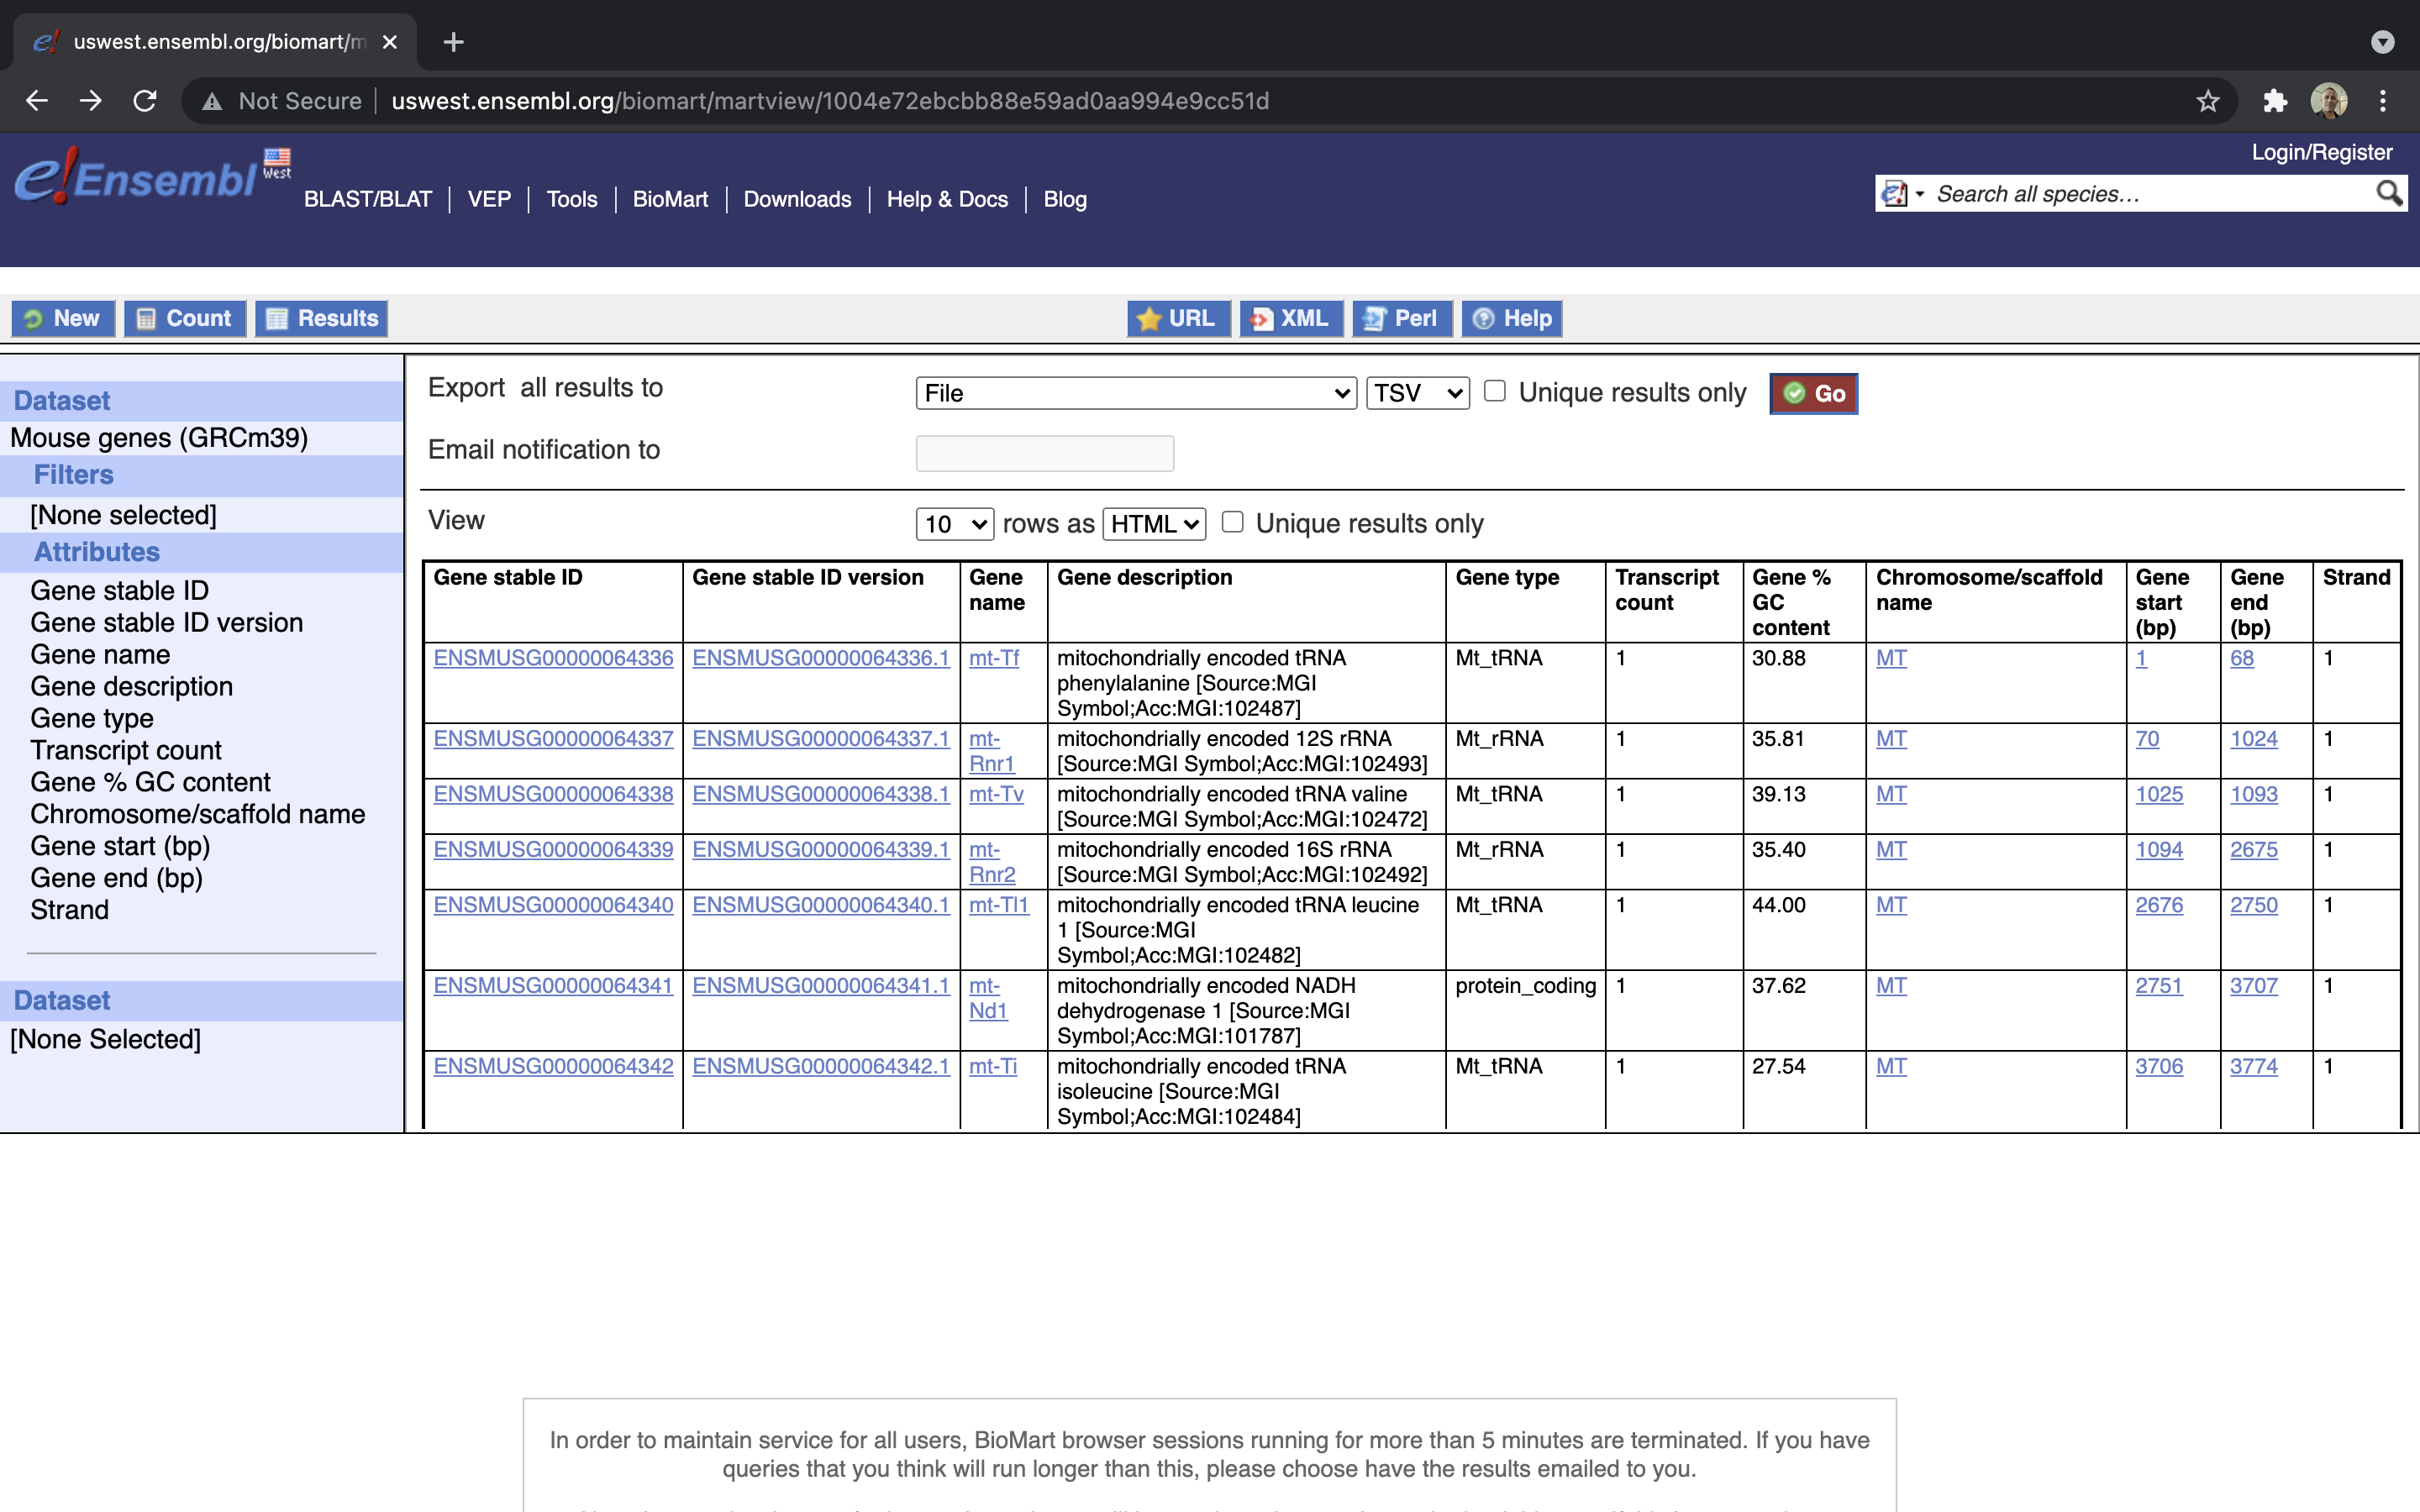 uswest.ensembl.org/biomart/m
Not Secure uswest.ensembl.org/biomart/martview/1004e72ebcbb88e59ad0aa994e9cc51d
Login/Register
e!Ensembl West
BLAST/BLAT VEP Tools BioMart Downloads Help & Docs Blog
Search all species...
New Count Results URL XML Perl Help
Dataset
Mouse genes (GRCm39)
Filters
[None selected]
Attributes
Gene stable ID
Gene stable ID version
Gene name
Gene description
Gene type
Transcript count
Gene % GC content
Chromosome/scaffold name
Gene start (bp)
Gene end (bp)
Strand
Dataset
[None Selected]
Export all results to File TSV Unique results only Go
Email notification to
View 10 rows as HTML Unique results only
Gene stable ID Gene stable ID version Gene name Gene description Gene type Transcript count Gene % GC content Chromosome/scaffold name Gene start (bp) Gene end (bp) Strand
ENSMUSG00000064336 ENSMUSG00000064336.1 mt-Tf mitochondrially encoded tRNA phenylalanine [Source:MGI Symbol;Acc:MGI:102487] Mt_tRNA 1 30.88 MT 1 68 1
ENSMUSG00000064337 ENSMUSG00000064337.1 mt-Rnr1 mitochondrially encoded 12S rRNA [Source:MGI Symbol;Acc:MGI:102493] Mt_rRNA 1 35.81 MT 70 1024 1
ENSMUSG00000064338 ENSMUSG00000064338.1 mt-Tv mitochondrially encoded tRNA valine [Source:MGI Symbol;Acc:MGI:102472] Mt_tRNA 1 39.13 MT 1025 1093 1
ENSMUSG00000064339 ENSMUSG00000064339.1 mt-Rnr2 mitochondrially encoded 16S rRNA [Source:MGI Symbol;Acc:MGI:102492] Mt_rRNA 1 35.40 MT 1094 2675 1
ENSMUSG00000064340 ENSMUSG00000064340.1 mt-Tl1 mitochondrially encoded tRNA leucine 1 [Source:MGI Symbol;Acc:MGI:102482] Mt_tRNA 1 44.00 MT 2676 2750 1
ENSMUSG00000064341 ENSMUSG00000064341.1 mt-Nd1 mitochondrially encoded NADH dehydrogenase 1 [Source:MGI Symbol;Acc:MGI:101787] protein_coding 1 37.62 MT 2751 3707 1
ENSMUSG00000064342 ENSMUSG00000064342.1 mt-Ti mitochondrially encoded tRNA isoleucine [Source:MGI Symbol;Acc:MGI:102484] Mt_tRNA 1 27.54 MT 3706 3774 1
In order to maintain service for all users, BioMart browser sessions running for more than 5 minutes are terminated. If you have
queries that you think will run longer than this, please choose have the results emailed to you.